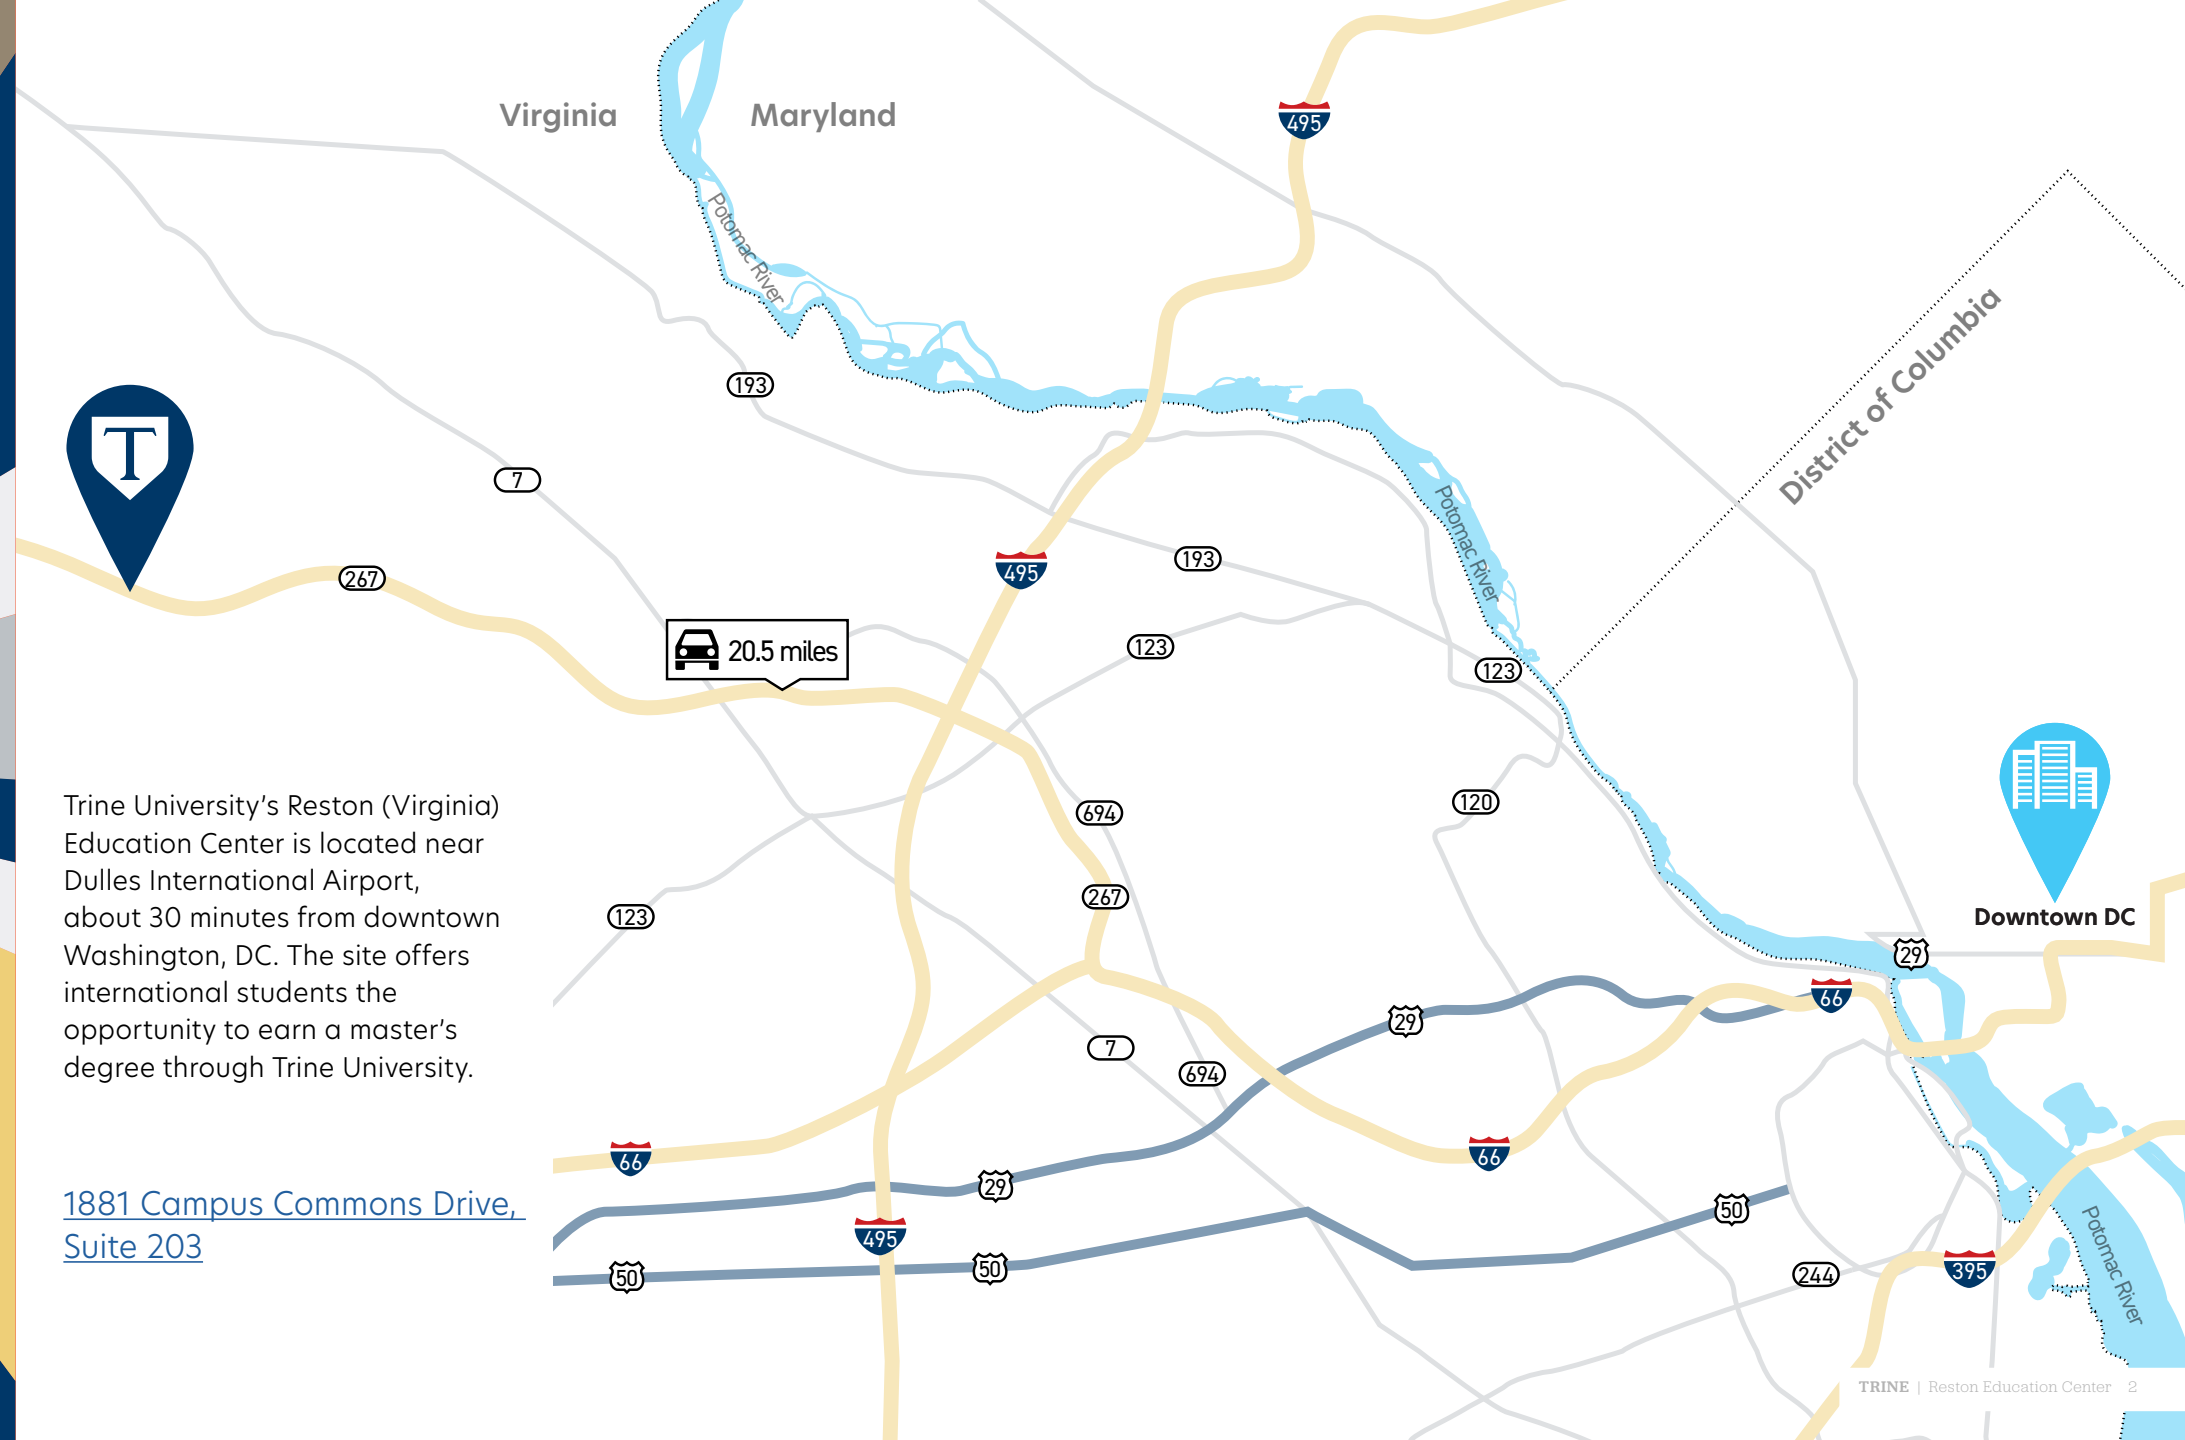 Virginia
Maryland
495
Potomac River
District of Columbia
193
T
7
267
495
193
Potomac River
20.5 miles
123
123
Trine University's Reston (Virginia)
Education Center is located near
Dulles International Airport,
about 30 minutes from downtown
Washington, DC. The site offers
international students the
opportunity to earn a master's
degree through Trine University.
120
694
267
123
Downtown DC
29
66
29
7
694
66
66
29
1881 Campus Commons Drive,
Suite 203
495
50
50
50
244
395
Potomac River
TRINE | Reston Education Center 2